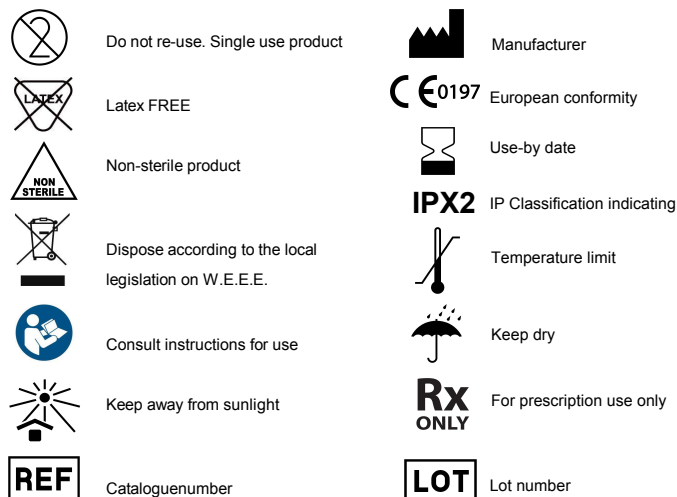 2
Do not re-use. Single use product
LATEX
Latex FREE
NON
STERILE
Non-sterile product
Dispose according to the local
legislation on W.E.E.E.
Consult instructions for use
Keep away from sunlight
REF
Cataloguenumber
Manufacturer
CE0197
European conformity
Use-by date
IPX2
IP Classification indicating
Temperature limit
Keep dry
Rx
ONLY
For prescription use only
LOT
Lot number